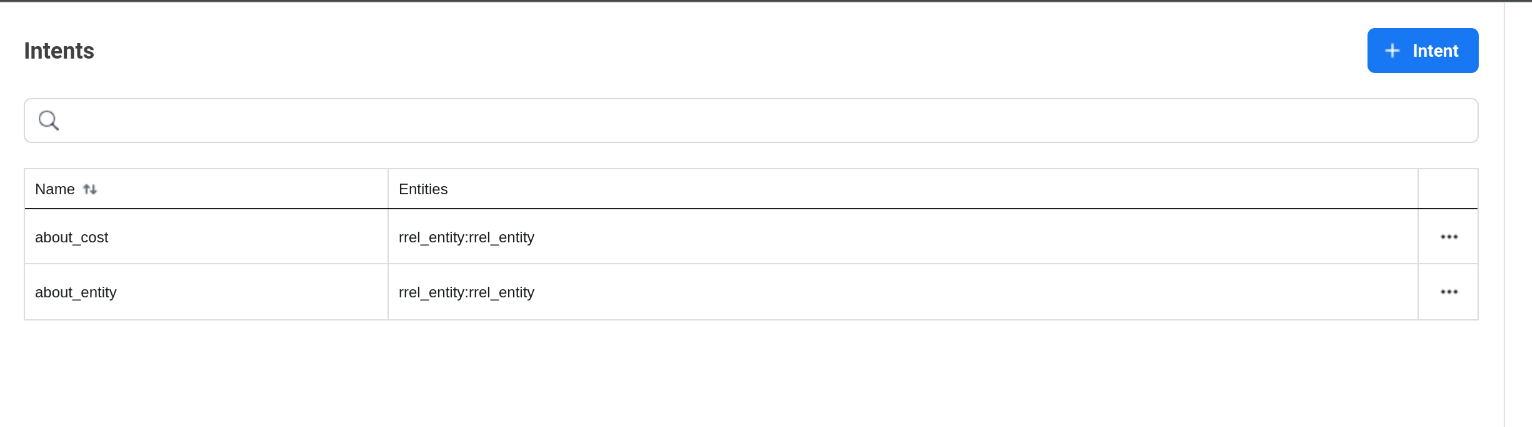 Intents
Intent
Name
Entities
about_cost
rrel_entity:rrel_entity
about_entity
rrel_entity:rrel_entity